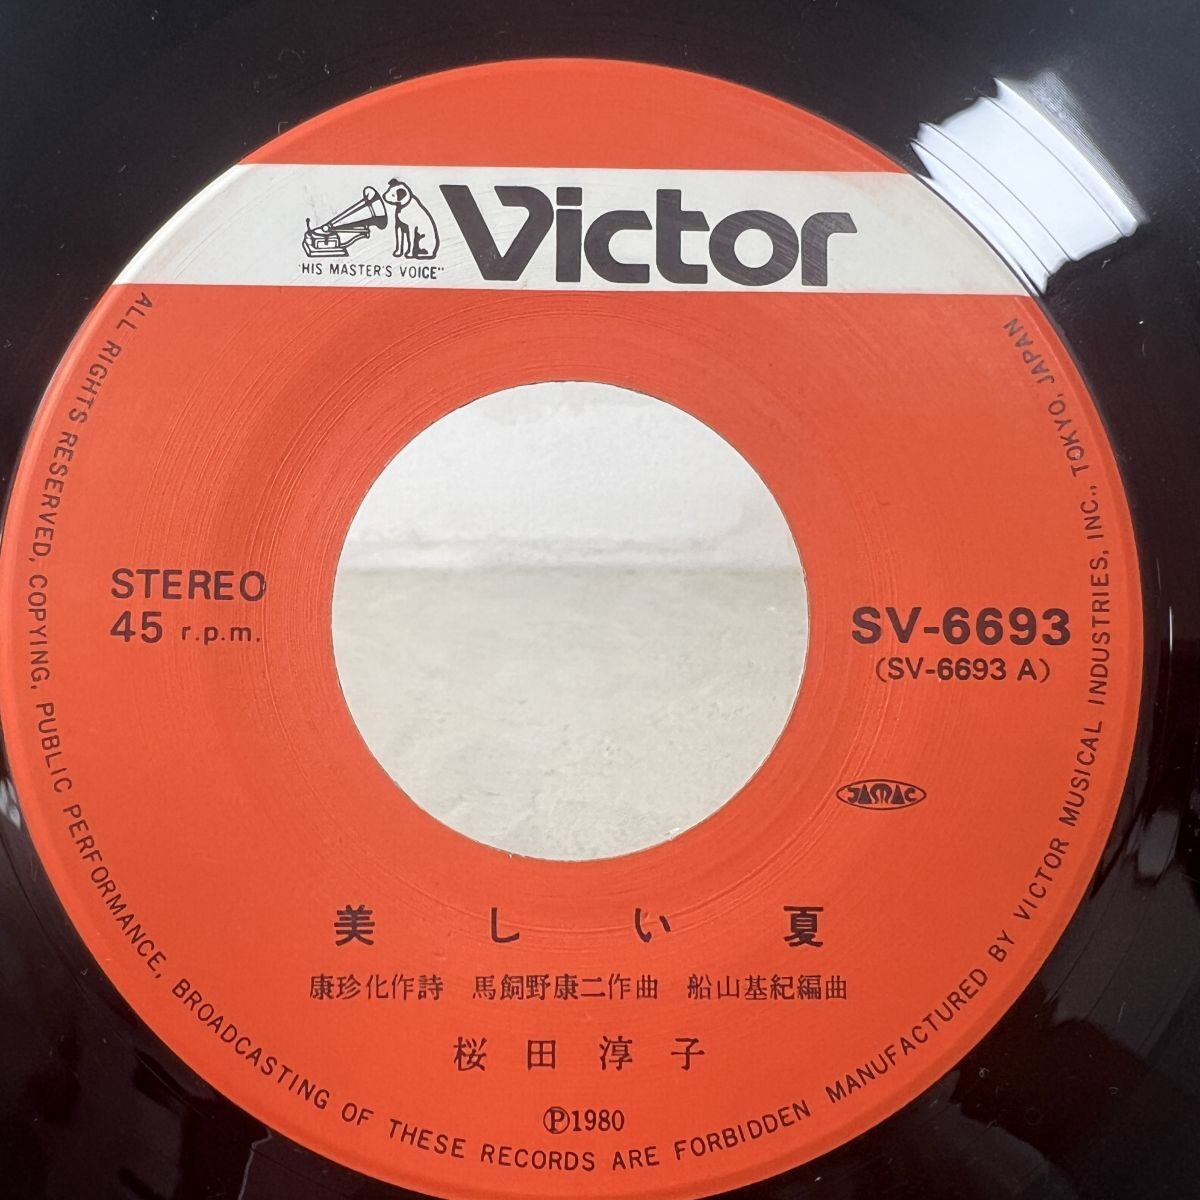 "HIS MASTER'S VOICE"
Victor
STEREO
45 r.p.m.
SV-6693
(SV-6693 A)
JAMAC
美しい夏
康珍化作詩 馬飼野康二作曲 船山基紀編曲
桜田淳子
Ⓟ1980
ALL RIGHTS RESERVED, COPYING, PUBLIC PERFORMANCE, BROADCASTING OF THESE RECORDS ARE FORBIDDEN MANUFACTURED BY VICTOR MUSICAL INDUSTRIES, INC., TOKYO, JAPAN